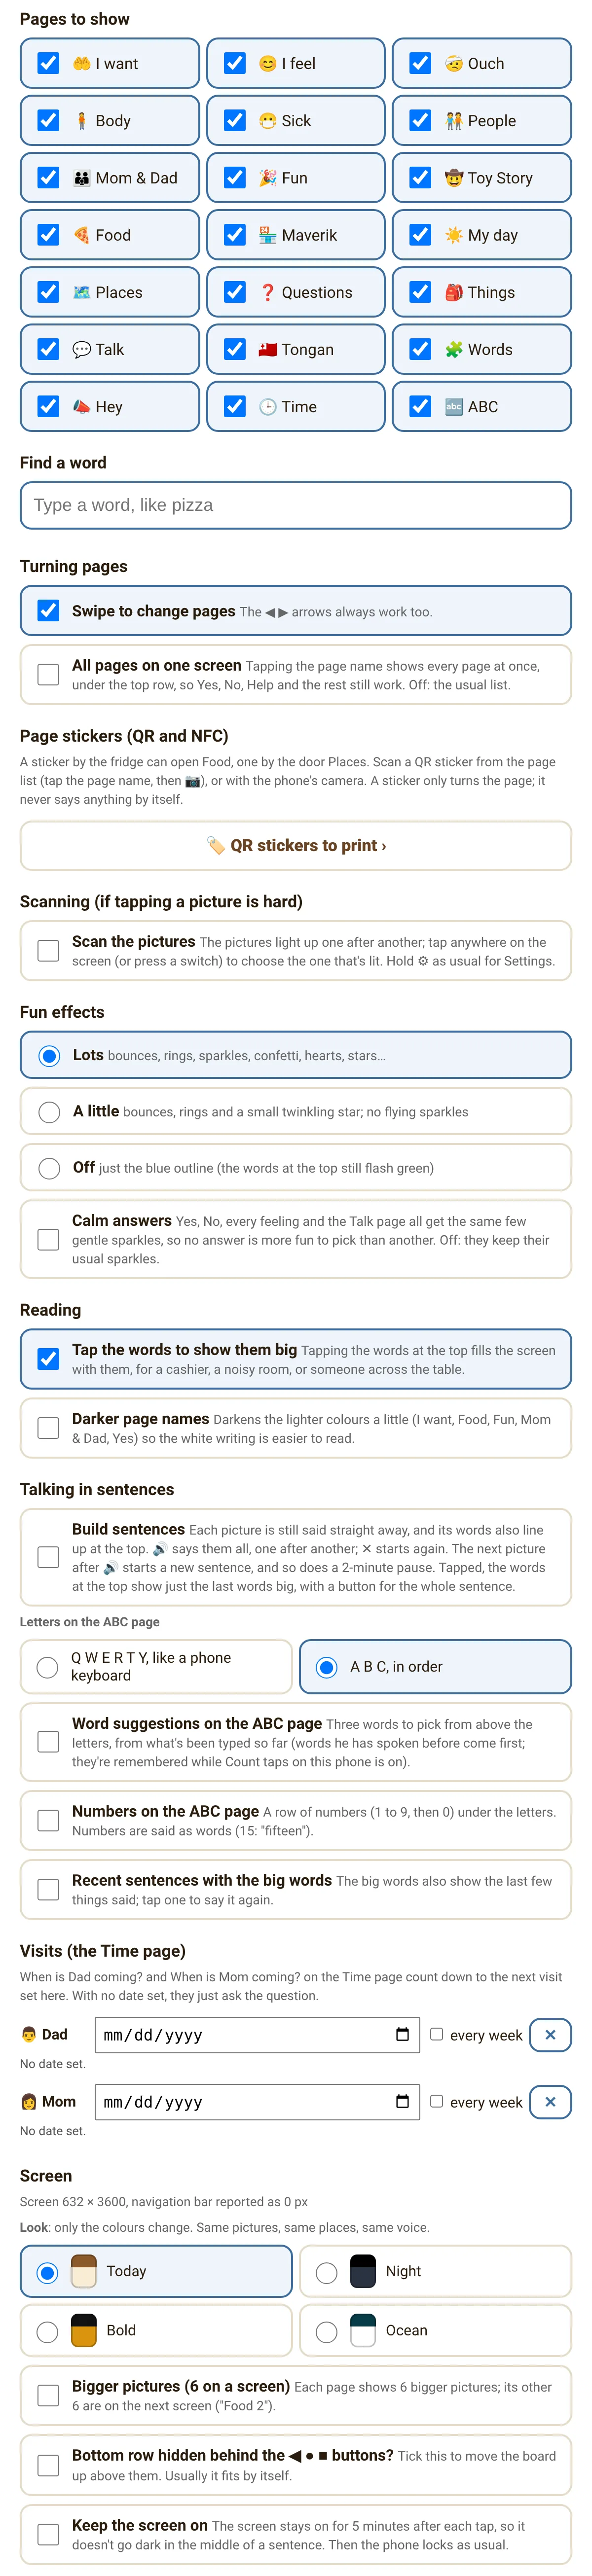 Pages to show
🤲 I want
😊 I feel
🤕 Ouch
🧍 Body
😷 Sick
🧑‍🤝‍🧑 People
👪 Mom & Dad
🎉 Fun
🤠 Toy Story
🍕 Food
🏪 Maverik
☀️ My day
🗺️ Places
❓ Questions
🎒 Things
💬 Talk
🇹🇴 Tongan
🧩 Words
📣 Hey
🕒 Time
🔤 ABC
Find a word
Type a word, like pizza
Turning pages
Swipe to change pages The ◀ ▶ arrows always work too.
All pages on one screen Tapping the page name shows every page at once,
under the top row, so Yes, No, Help and the rest still work. Off: the usual list.
Page stickers (QR and NFC)
A sticker by the fridge can open Food, one by the door Places. Scan a QR sticker from the page
list (tap the page name, then 📷), or with the phone's camera. A sticker only turns the page; it
never says anything by itself.
🏷️ QR stickers to print ›
Scanning (if tapping a picture is hard)
Scan the pictures The pictures light up one after another; tap anywhere on the
screen (or press a switch) to choose the one that's lit. Hold ⚙ as usual for Settings.
Fun effects
Lots bounces, rings, sparkles, confetti, hearts, stars…
A little bounces, rings and a small twinkling star; no flying sparkles
Off just the blue outline (the words at the top still flash green)
Calm answers Yes, No, every feeling and the Talk page all get the same few
gentle sparkles, so no answer is more fun to pick than another. Off: they keep their
usual sparkles.
Reading
Tap the words to show them big Tapping the words at the top fills the screen
with them, for a cashier, a noisy room, or someone across the table.
Darker page names Darkens the lighter colours a little (I want, Food, Fun, Mom
& Dad, Yes) so the white writing is easier to read.
Talking in sentences
Build sentences Each picture is still said straight away, and its words also line
up at the top. 🔊 says them all, one after another; ✕ starts again. The next picture
after 🔊 starts a new sentence, and so does a 2-minute pause. Tapped, the words
at the top show just the last words big, with a button for the whole sentence.
Letters on the ABC page
Q W E R T Y, like a phone
keyboard
A B C, in order
Word suggestions on the ABC page Three words to pick from above the
letters, from what's been typed so far (words he has spoken before come first;
they're remembered while Count taps on this phone is on).
Numbers on the ABC page A row of numbers (1 to 9, then 0) under the letters.
Numbers are said as words (15: "fifteen").
Recent sentences with the big words The big words also show the last few
things said; tap one to say it again.
Visits (the Time page)
When is Dad coming? and When is Mom coming? on the Time page count down to the next visit
set here. With no date set, they just ask the question.
👨 Dad
mm/dd/yyyy
every week
✕
No date set.
👩 Mom
mm/dd/yyyy
every week
✕
No date set.
Screen
Screen 632 × 3600, navigation bar reported as 0 px
Look: only the colours change. Same pictures, same places, same voice.
Today
Night
Bold
Ocean
Bigger pictures (6 on a screen) Each page shows 6 bigger pictures; its other
6 are on the next screen ("Food 2").
Bottom row hidden behind the ◀ ● ■ buttons? Tick this to move the board
up above them. Usually it fits by itself.
Keep the screen on The screen stays on for 5 minutes after each tap, so it
doesn't go dark in the middle of a sentence. Then the phone locks as usual.